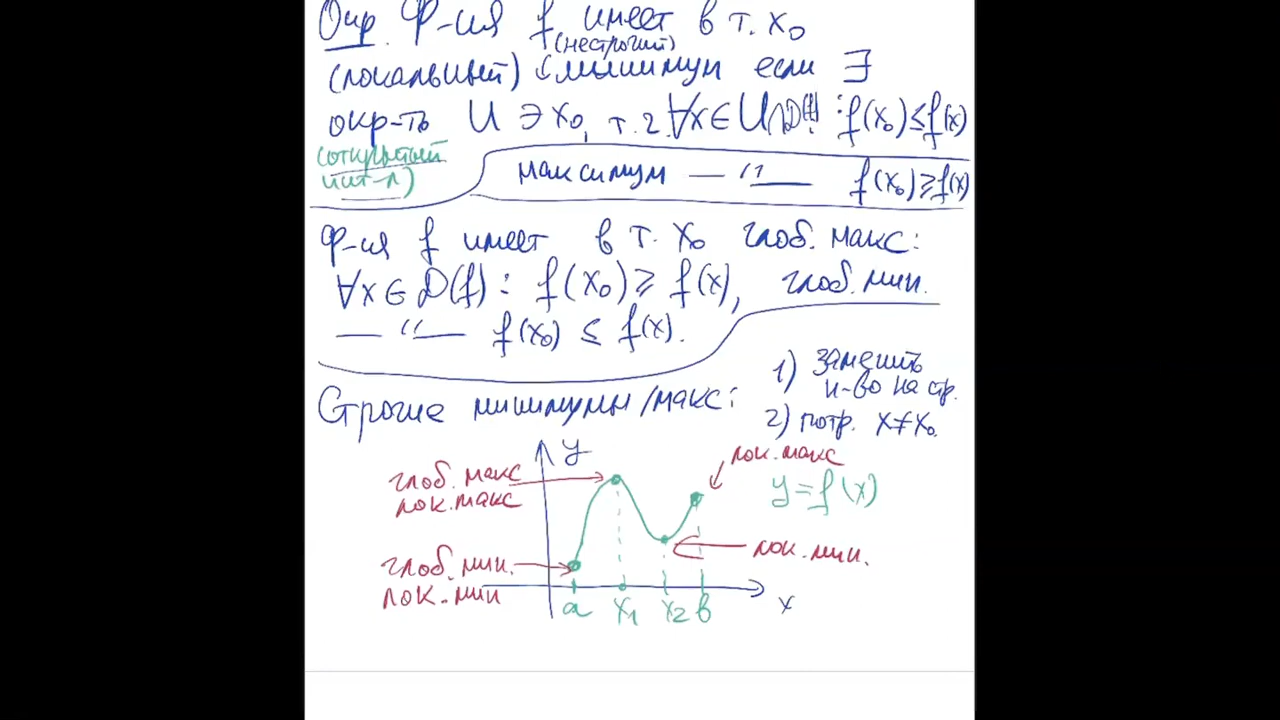 Опр. Ф-ия f имеет в т. x₀
(нестрогий)
(локальный) минимум если ∃
окр-ть U ∋ x₀, т.ч. ∀x ∈ U∩D(f): f(x₀) ≤ f(x)
(открытый
инт-л)
максимум — " — f(x₀) ≥ f(x)
Ф-ия f имеет в т. x₀ глоб. макс:
∀x ∈ D(f): f(x₀) ≥ f(x), глоб. мин.
— " — f(x₀) ≤ f(x).
Строгие минимумы/макс:
1) заменить
н-во на стр.
2) потр. x≠x₀.
y
глоб. макс
лок. макс
лок. макс
y = f(x)
глоб. мин.
лок. мин
лок. мин.
a x₁ x₂ b
x